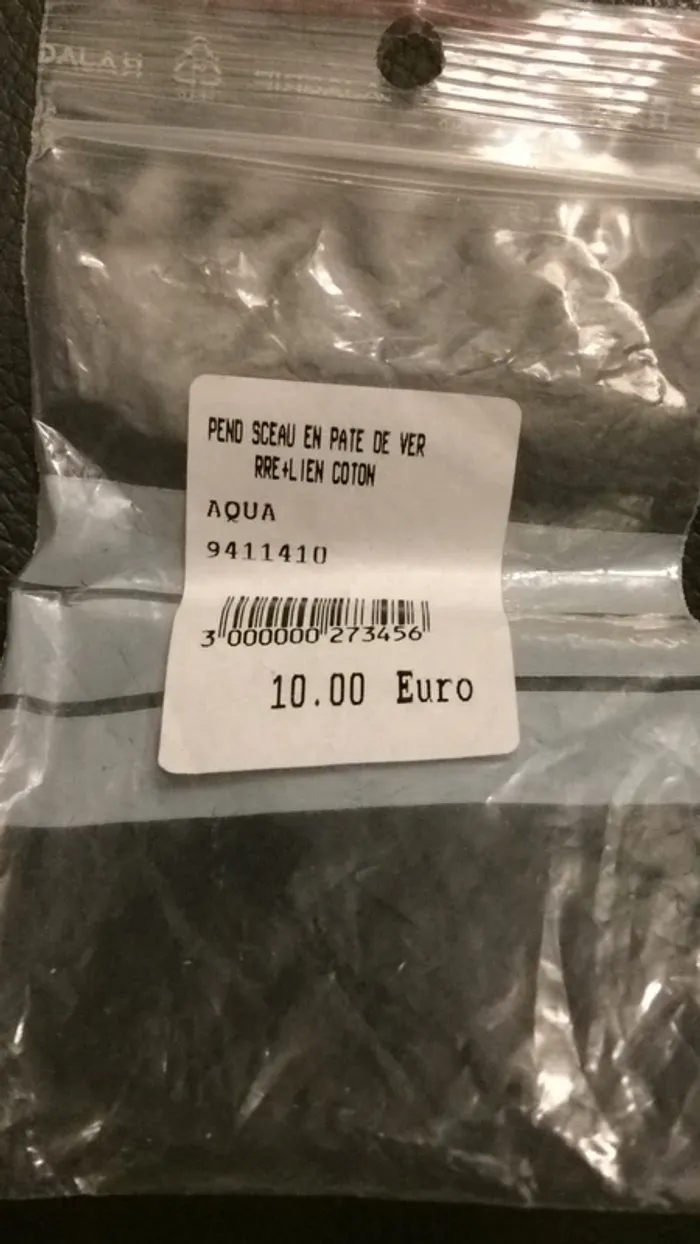 PEND SCEAU EN PATE DE VER
RRE+LIEN COTON
AQUA
9411410
3 000000 273456
10.00 Euro